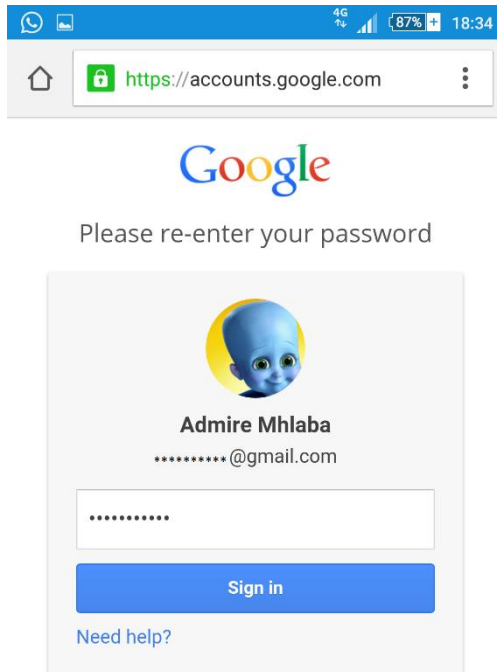 4G 87% 18:34
https://accounts.google.com
Google
Please re-enter your password
Admire Mhlaba
••••••••••@gmail.com
•••••••••••
Sign in
Need help?